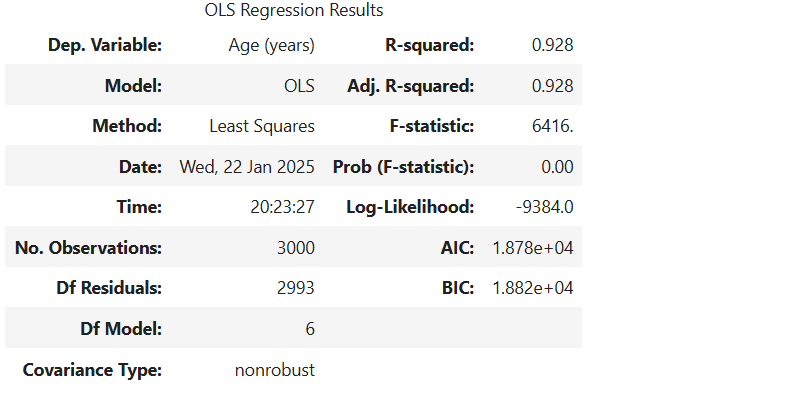 OLS Regression Results
Dep. Variable: Age (years) R-squared: 0.928
Model: OLS Adj. R-squared: 0.928
Method: Least Squares F-statistic: 6416.
Date: Wed, 22 Jan 2025 Prob (F-statistic): 0.00
Time: 20:23:27 Log-Likelihood: -9384.0
No. Observations: 3000 AIC: 1.878e+04
Df Residuals: 2993 BIC: 1.882e+04
Df Model: 6
Covariance Type: nonrobust